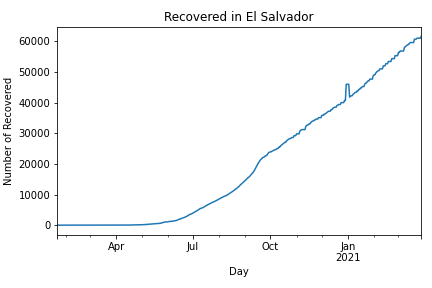 Recovered in El Salvador
Number of Recovered
60000
50000
40000
30000
20000
10000
0
Apr
Jul
Oct
Jan
2021
Day